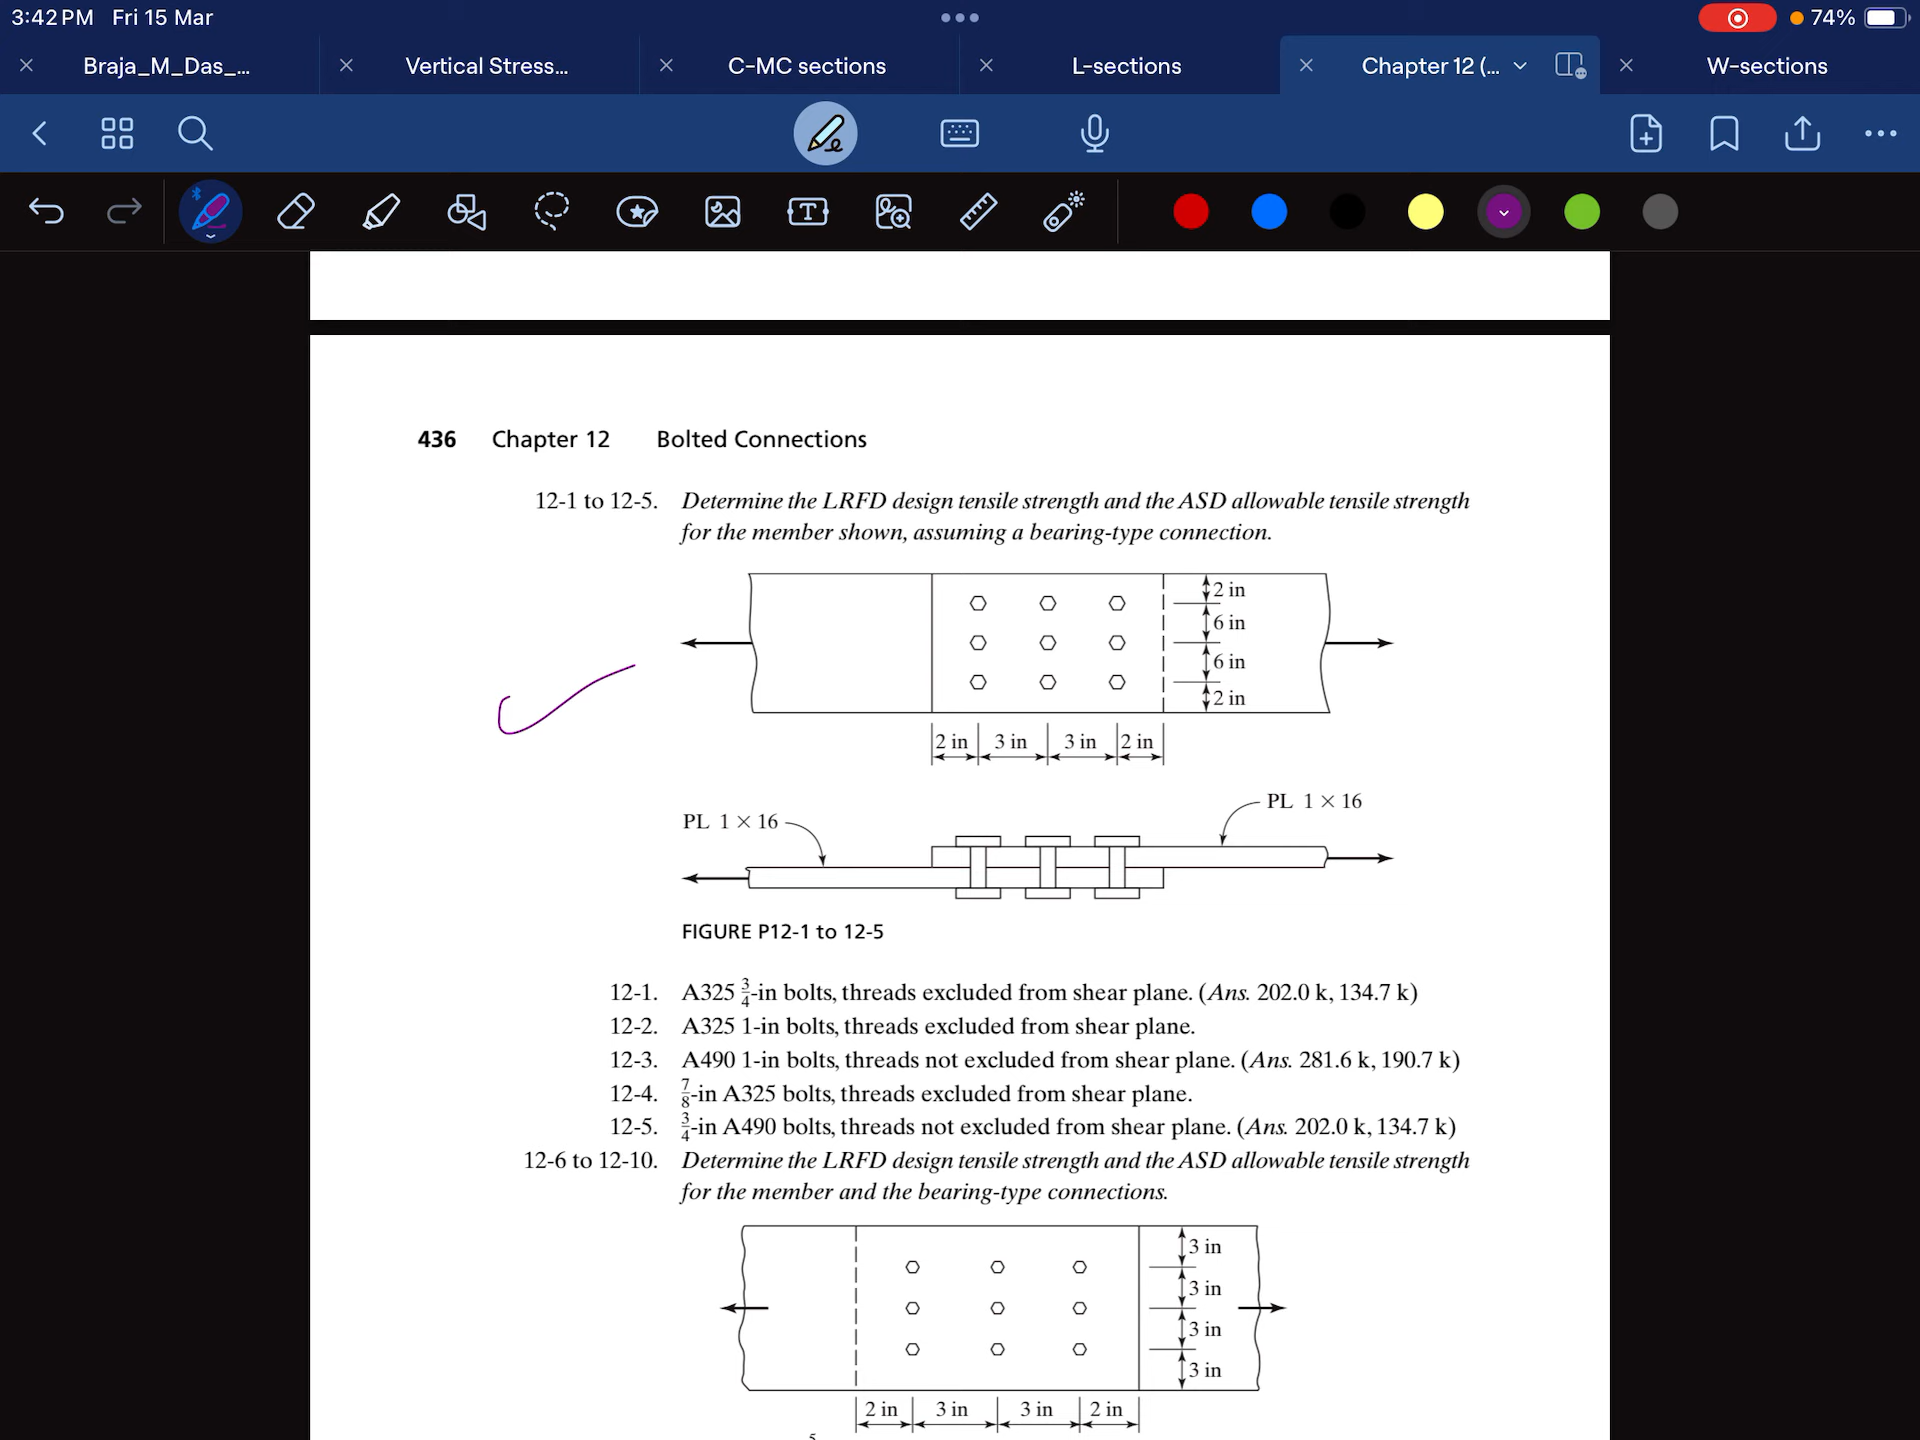 3:42 PM Fri 15 Mar
74%
Braja_M_Das_...
Vertical Stress...
C-MC sections
L-sections
Chapter 12 (...
W-sections
436 Chapter 12 Bolted Connections
12-1 to 12-5. Determine the LRFD design tensile strength and the ASD allowable tensile strength
for the member shown, assuming a bearing-type connection.
2 in
6 in
6 in
2 in
2 in 3 in 3 in 2 in
PL 1 × 16
PL 1 × 16
FIGURE P12-1 to 12-5
12-1. A325 3/4-in bolts, threads excluded from shear plane. (Ans. 202.0 k, 134.7 k)
12-2. A325 1-in bolts, threads excluded from shear plane.
12-3. A490 1-in bolts, threads not excluded from shear plane. (Ans. 281.6 k, 190.7 k)
12-4. 7/8-in A325 bolts, threads excluded from shear plane.
12-5. 3/4-in A490 bolts, threads not excluded from shear plane. (Ans. 202.0 k, 134.7 k)
12-6 to 12-10. Determine the LRFD design tensile strength and the ASD allowable tensile strength
for the member and the bearing-type connections.
3 in
3 in
3 in
3 in
2 in 3 in 3 in 2 in